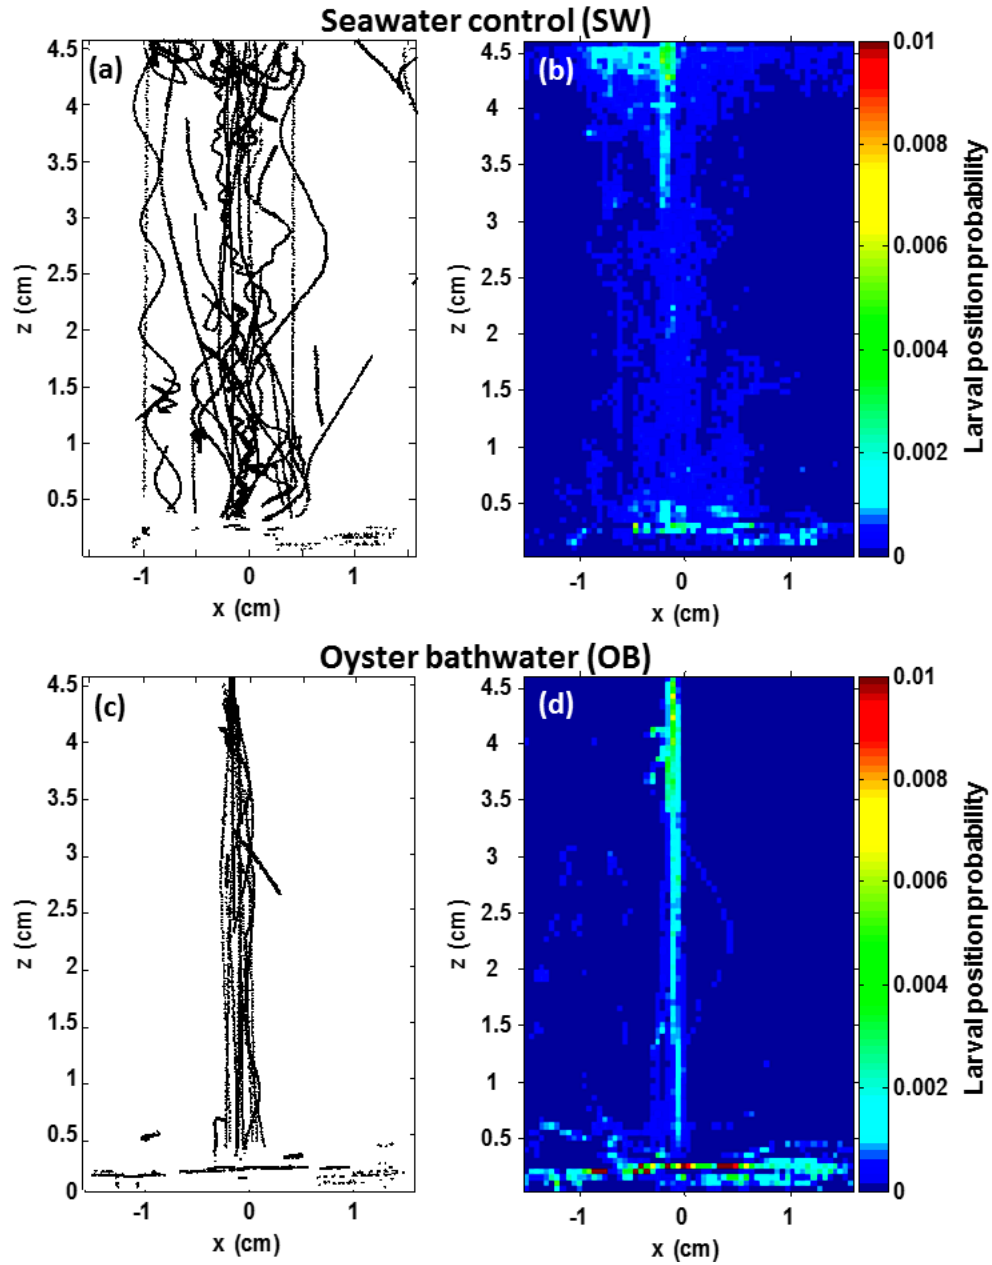 Seawater control (SW)
(a)
4.5
4
3.5
3
2.5
2
1.5
1
0.5
z (cm)
-1 0 1
x (cm)
(b)
4.5
4
3.5
3
2.5
2
1.5
1
0.5
z (cm)
-1 0 1
x (cm)
0.01
0.008
0.006
0.004
0.002
0
Larval position probability
Oyster bathwater (OB)
(c)
4.5
4
3.5
3
2.5
2
1.5
1
0.5
0
z (cm)
-1 0 1
x (cm)
(d)
4.5
4
3.5
3
2.5
2
1.5
1
0.5
z (cm)
-1 0 1
x (cm)
0.01
0.008
0.006
0.004
0.002
0
Larval position probability